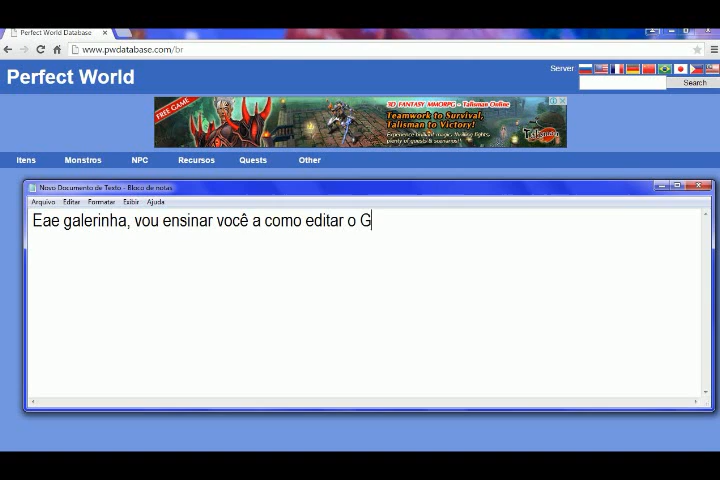 Perfect World Database
www.pwdatabase.com/br
Perfect World
Server:
Search
FREE GAME
3D FANTASY MMORPG - Talisman Online
Teamwork to Survival,
Talisman to Victory!
Itens Monstros NPC Recursos Quests Other
Novo Documento de Texto - Bloco de notas
Arquivo Editar Formatar Exibir Ajuda
Eae galerinha, vou ensinar você a como editar o G